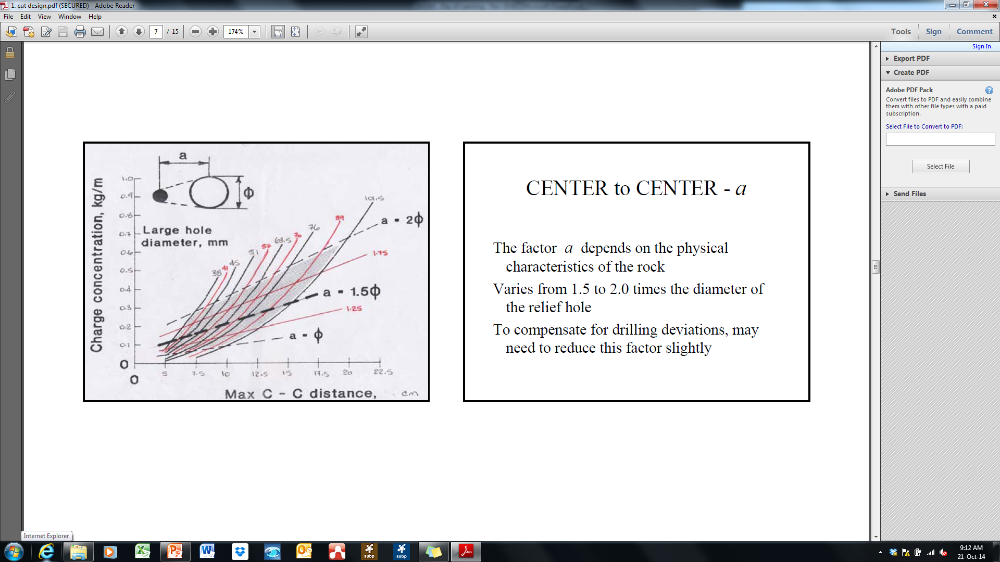 1. cut design.pdf (SECURED) - Adobe Reader
File Edit View Window Help
7 / 15 174% Tools Sign Comment
Sign In
Export PDF
Create PDF
Adobe PDF Pack
Convert files to PDF and easily combine
them with other file types with a paid
subscription.
Select File to Convert to PDF:
Select File
Send Files
a
Φ
Charge concentration, kg/m
1.0
0.9
0.8
0.7
0.6
0.5
0.4
0.3
0.2
0.1
0
Large hole
diameter, mm
38
41
45
51
57
63.5
70
76
89
101.5
a = 2Φ
1.75
a = 1.5Φ
1.25
a = Φ
0
5 7.5 10 12.5 15 17.5 20 22.5
Max C - C distance, cm
CENTER to CENTER - a
The factor a depends on the physical
characteristics of the rock
Varies from 1.5 to 2.0 times the diameter of
the relief hole
To compensate for drilling deviations, may
need to reduce this factor slightly
Internet Explorer
subp
ssbp
9:12 AM
21-Oct-14